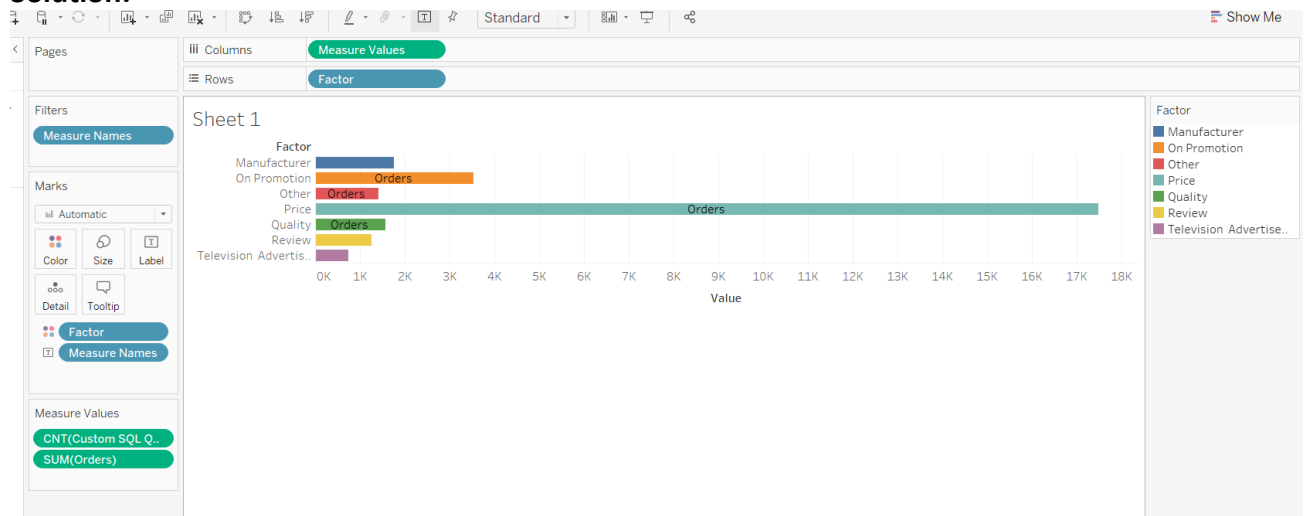 Solution:
Standard
Show Me
Pages
iii Columns
Measure Values
Rows
Factor
Filters
Measure Names
Sheet 1
Factor
Manufacturer
On Promotion
Orders
Other
Orders
Price
Orders
Quality
Orders
Review
Television Advertis..
0K 1K 2K 3K 4K 5K 6K 7K 8K 9K 10K 11K 12K 13K 14K 15K 16K 17K 18K
Value
Factor
Manufacturer
On Promotion
Other
Price
Quality
Review
Television Advertise..
Marks
Automatic
Color
Size
T
Label
Detail
Tooltip
Factor
T
Measure Names
Measure Values
CNT(Custom SQL Q..
SUM(Orders)